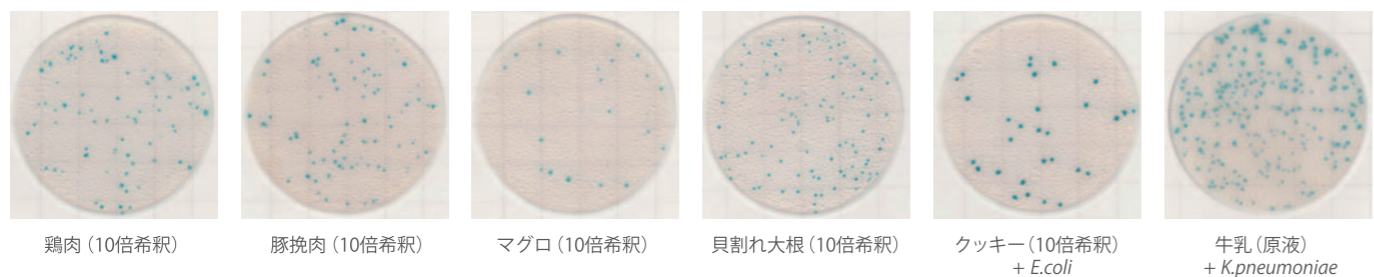 鶏肉（10倍希釈）
豚挽肉（10倍希釈）
マグロ（10倍希釈）
貝割れ大根（10倍希釈）
クッキー（10倍希釈）
+ E.coli
牛乳（原液）
+ K.pneumoniae